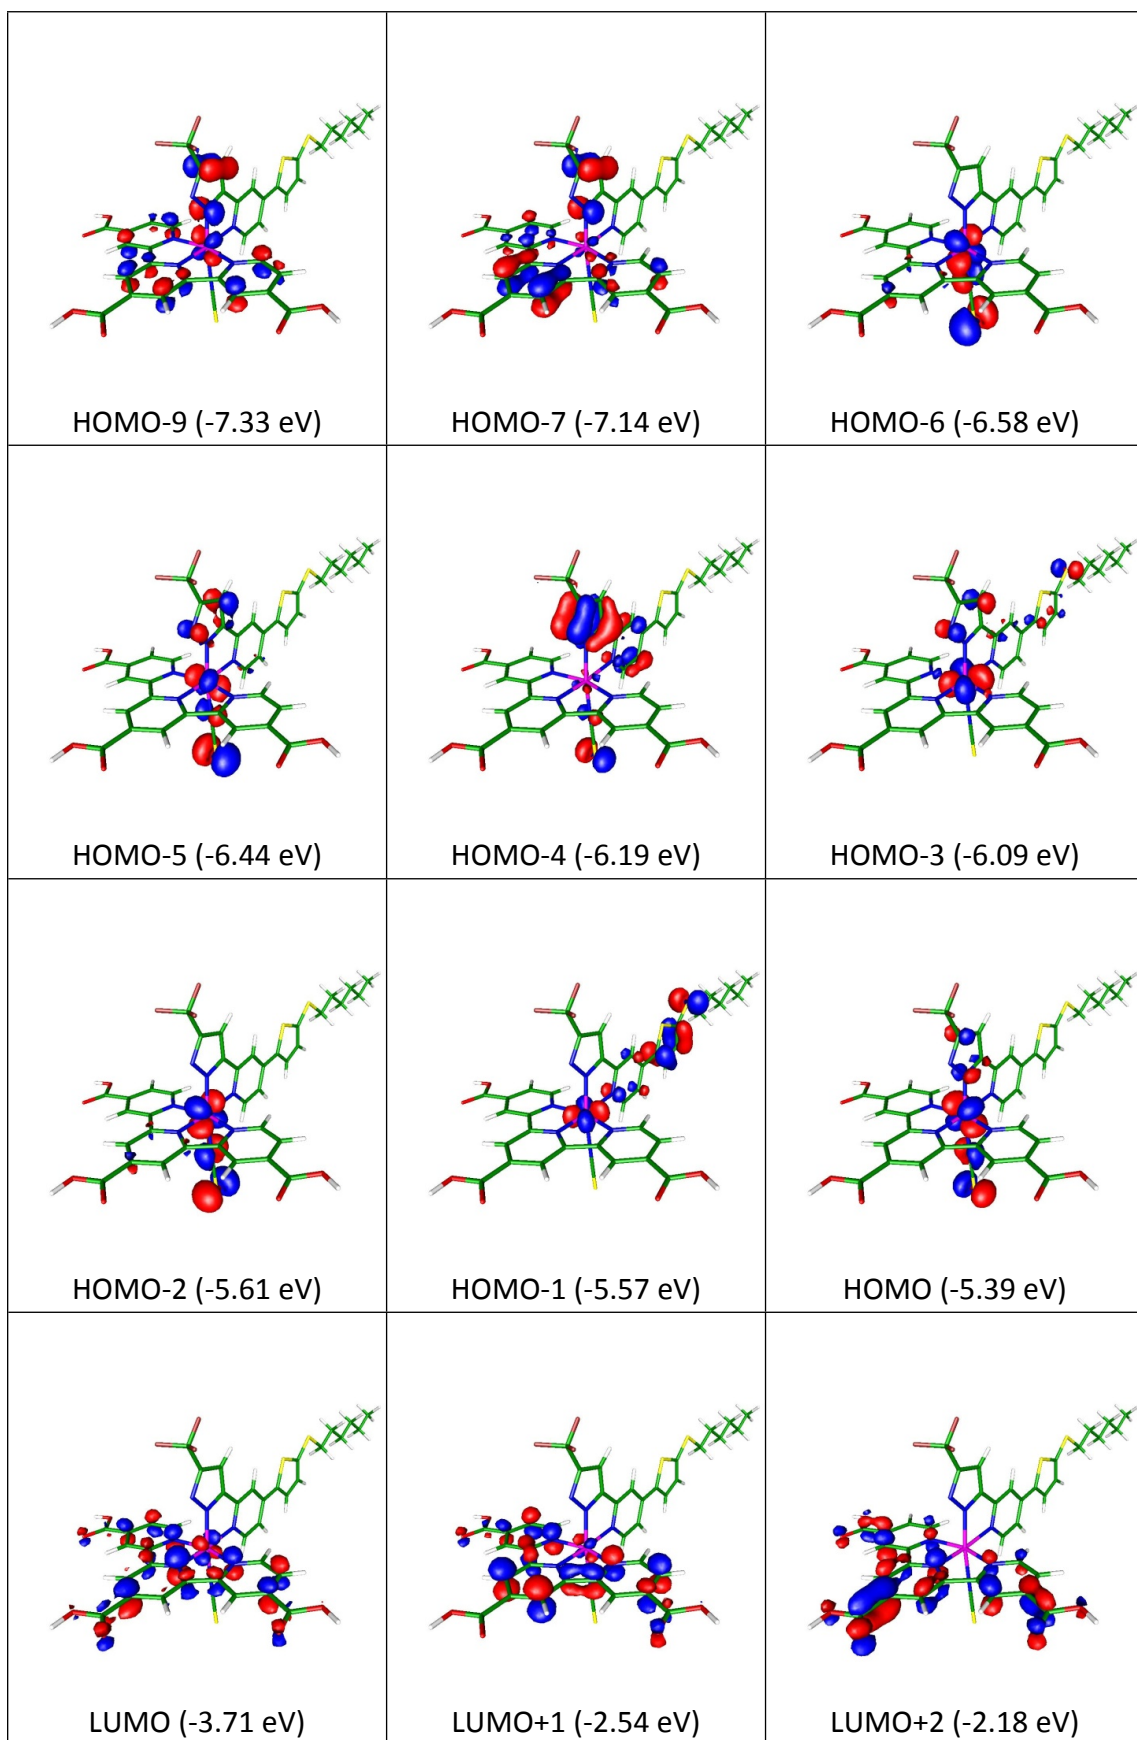 HOMO-9 (-7.33 eV)
HOMO-7 (-7.14 eV)
HOMO-6 (-6.58 eV)
HOMO-5 (-6.44 eV)
HOMO-4 (-6.19 eV)
HOMO-3 (-6.09 eV)
HOMO-2 (-5.61 eV)
HOMO-1 (-5.57 eV)
HOMO (-5.39 eV)
LUMO (-3.71 eV)
LUMO+1 (-2.54 eV)
LUMO+2 (-2.18 eV)